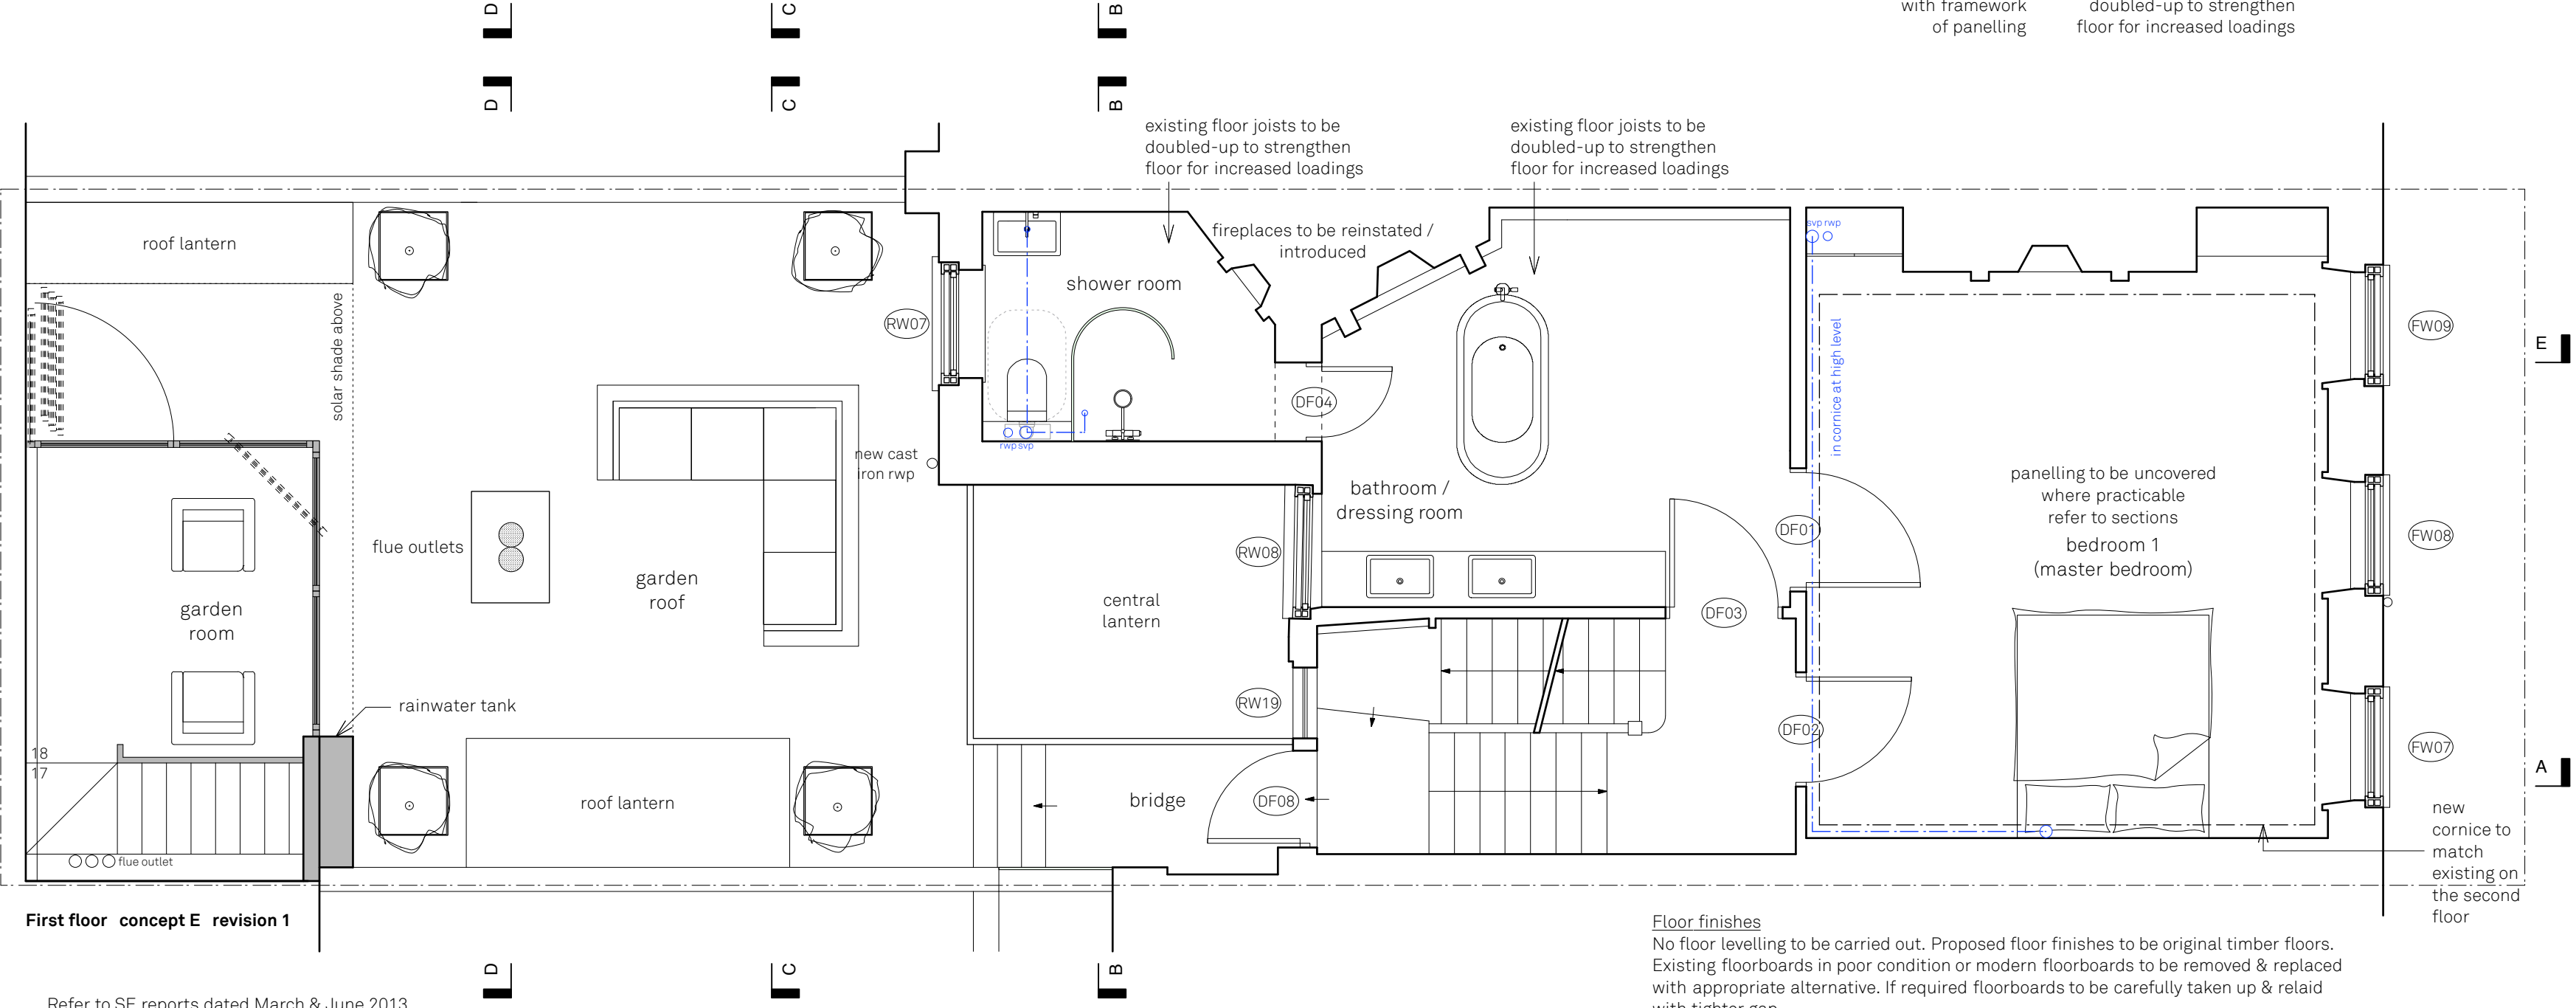 D
C
B
with framework
of panelling
doubled-up to strengthen
floor for increased loadings
D
C
B
existing floor joists to be
doubled-up to strengthen
floor for increased loadings
existing floor joists to be
doubled-up to strengthen
floor for increased loadings
roof lantern
fireplaces to be reinstated /
introduced
svp rwp
shower room
solar shade above
RW07
in cornice at high level
FW09
E
DF04
rwp svp
new cast
iron rwp
panelling to be uncovered
where practicable
refer to sections
bedroom 1
(master bedroom)
bathroom /
dressing room
DF01
FW08
flue outlets
RW08
garden
roof
central
lantern
garden
room
DF03
RW19
rainwater tank
DF02
FW07
18
17
A
roof lantern
bridge
DF08
new
cornice to
match
existing on
the second
floor
flue outlet
First floor concept E revision 1
Floor finishes
No floor levelling to be carried out. Proposed floor finishes to be original timber floors.
Existing floorboards in poor condition or modern floorboards to be removed & replaced
with appropriate alternative. If required floorboards to be carefully taken up & relaid
with tighter gap
D
C
B
Refer to SE reports dated March & June 2013